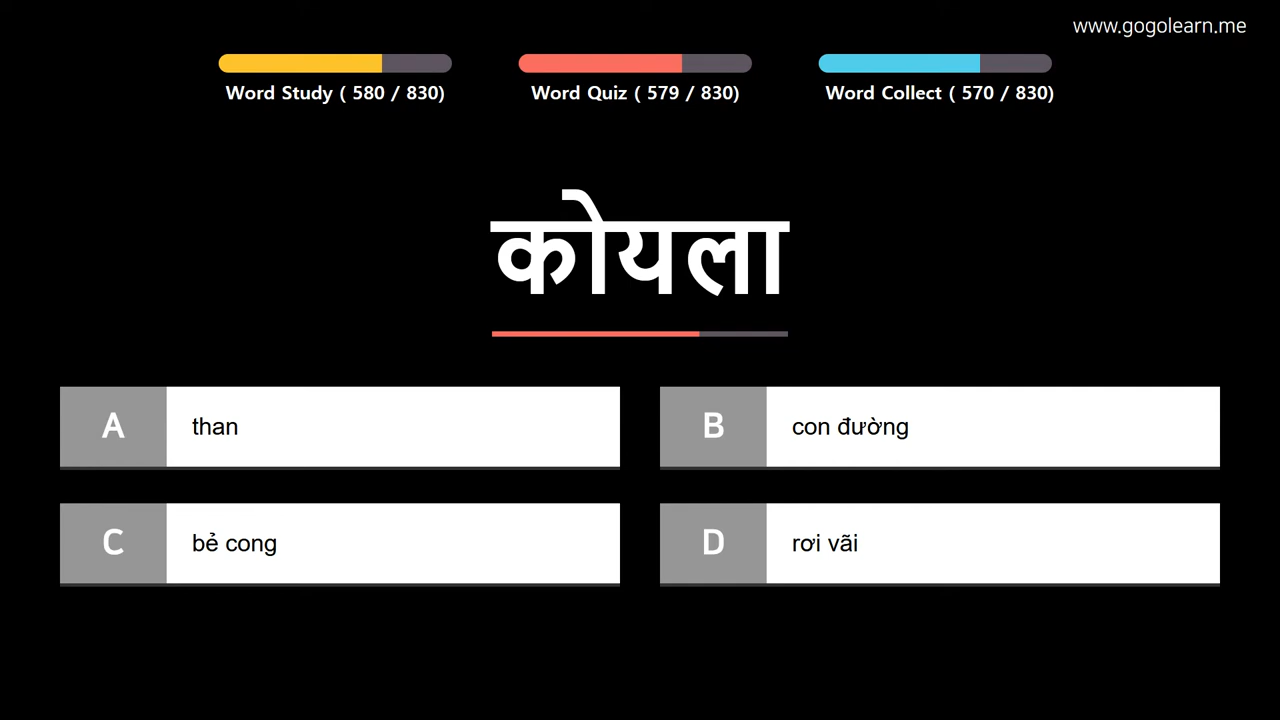 www.gogolearn.me
Word Study ( 580 / 830)
Word Quiz ( 579 / 830)
Word Collect ( 570 / 830)
कोयला
A than
B con đường
C bẻ cong
D rơi vãi